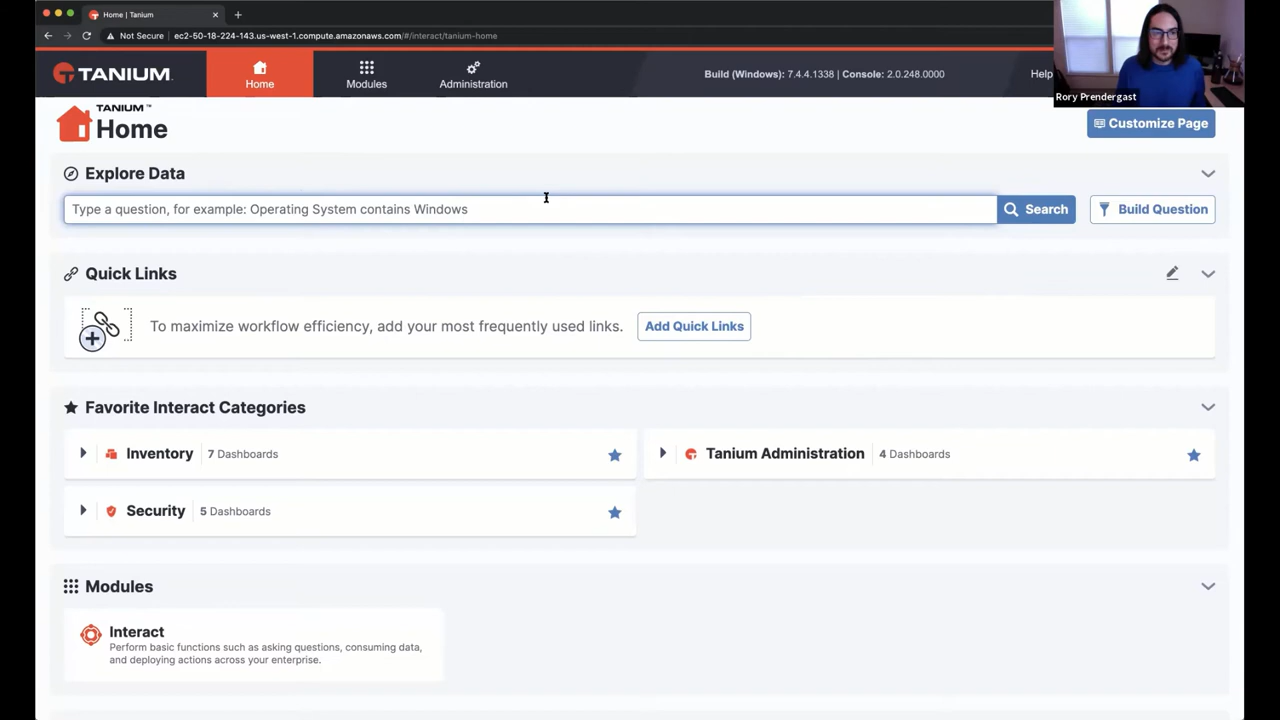 Home | Tanium
Not Secure | ec2-50-18-224-143.us-west-1.compute.amazonaws.com/#/interact/tanium-home
TANIUM
Home
Modules
Administration
Build (Windows): 7.4.4.1338 | Console: 2.0.248.0000
Help
Rory Prendergast
TANIUM™
Home
Customize Page
Explore Data
Type a question, for example: Operating System contains Windows
Search
Build Question
Quick Links
To maximize workflow efficiency, add your most frequently used links.
Add Quick Links
Favorite Interact Categories
Inventory 7 Dashboards
Tanium Administration 4 Dashboards
Security 5 Dashboards
Modules
Interact
Perform basic functions such as asking questions, consuming data,
and deploying actions across your enterprise.